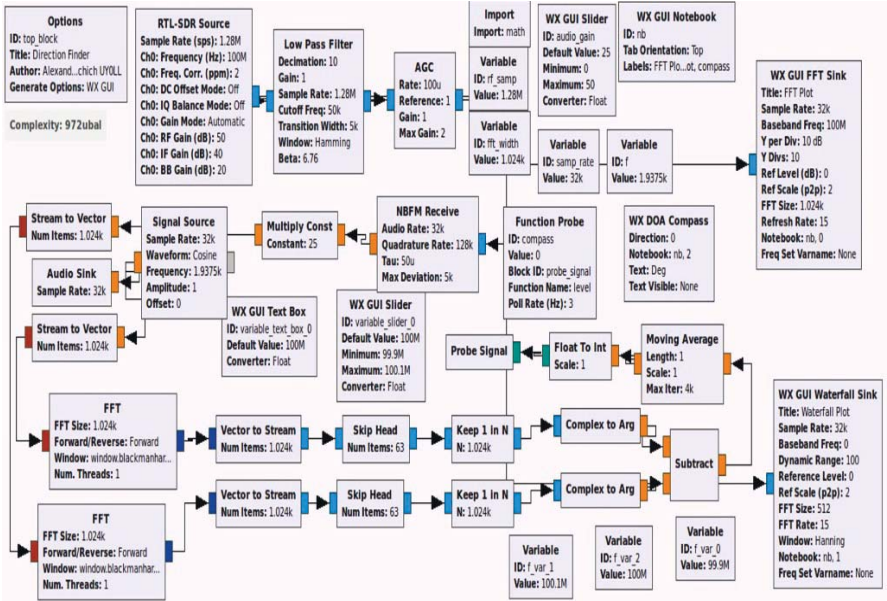 Options
ID: top_block
Title: Direction Finder
Author: Alexand...chich UY0LL
Generate Options: WX GUI
Complexity: 972ubal
RTL-SDR Source
Sample Rate (sps): 1.28M
Ch0: Frequency (Hz): 100M
Ch0: Freq. Corr. (ppm): 2
Ch0: DC Offset Mode: Off
Ch0: IQ Balance Mode: Off
Ch0: Gain Mode: Automatic
Ch0: RF Gain (dB): 50
Ch0: IF Gain (dB): 40
Ch0: BB Gain (dB): 20
Low Pass Filter
Decimation: 10
Gain: 1
Sample Rate: 1.28M
Cutoff Freq: 50k
Transition Width: 5k
Window: Hamming
Beta: 6.76
AGC
Rate: 100u
Reference: 1
Gain: 1
Max Gain: 2
Import
Import: math
Variable
ID: rf_samp
Value: 1.28M
Variable
ID: fft_width
Value: 1.024k
WX GUI Slider
ID: audio_gain
Default Value: 25
Minimum: 0
Maximum: 50
Converter: Float
WX GUI Notebook
ID: nb
Tab Orientation: Top
Labels: FFT Plo...ot, compass
Variable
ID: samp_rate
Value: 32k
Variable
ID: f
Value: 1.9375k
WX GUI FFT Sink
Title: FFT Plot
Sample Rate: 32k
Baseband Freq: 100M
Y per Div: 10 dB
Y Divs: 10
Ref Level (dB): 0
Ref Scale (p2p): 2
FFT Size: 1.024k
Refresh Rate: 15
Notebook: nb, 0
Freq Set Varname: None
Stream to Vector
Num Items: 1.024k
Audio Sink
Sample Rate: 32k
Stream to Vector
Num Items: 1.024k
Signal Source
Sample Rate: 32k
Waveform: Cosine
Frequency: 1.9375k
Amplitude: 1
Offset: 0
Multiply Const
Constant: 25
NBFM Receive
Audio Rate: 32k
Quadrature Rate: 128k
Tau: 50u
Max Deviation: 5k
Function Probe
ID: compass
Value: 0
Block ID: probe_signal
Function Name: level
Poll Rate (Hz): 3
WX DOA Compass
Direction: 0
Notebook: nb, 2
Text: Deg
Text Visible: None
WX GUI Text Box
ID: variable_text_box_0
Default Value: 100M
Converter: Float
WX GUI Slider
ID: variable_slider_0
Default Value: 100M
Minimum: 99.9M
Maximum: 100.1M
Converter: Float
Probe Signal
Float To Int
Scale: 1
Moving Average
Length: 1
Scale: 1
Max Iter: 4k
FFT
FFT Size: 1.024k
Forward/Reverse: Forward
Window: window.blackmanhar...
Num. Threads: 1
Vector to Stream
Num Items: 1.024k
Skip Head
Num Items: 63
Keep 1 in N
N: 1.024k
Complex to Arg
Subtract
WX GUI Waterfall Sink
Title: Waterfall Plot
Sample Rate: 32k
Baseband Freq: 0
Dynamic Range: 100
Reference Level: 0
Ref Scale (p2p): 2
FFT Size: 512
FFT Rate: 15
Window: Hanning
Notebook: nb, 1
Freq Set Varname: None
FFT
FFT Size: 1.024k
Forward/Reverse: Forward
Window: window.blackmanhar...
Num. Threads: 1
Vector to Stream
Num Items: 1.024k
Skip Head
Num Items: 63
Keep 1 in N
N: 1.024k
Complex to Arg
Variable
ID: f_var_1
Value: 100.1M
Variable
ID: f_var_2
Value: 100M
Variable
ID: f_var_0
Value: 99.9M